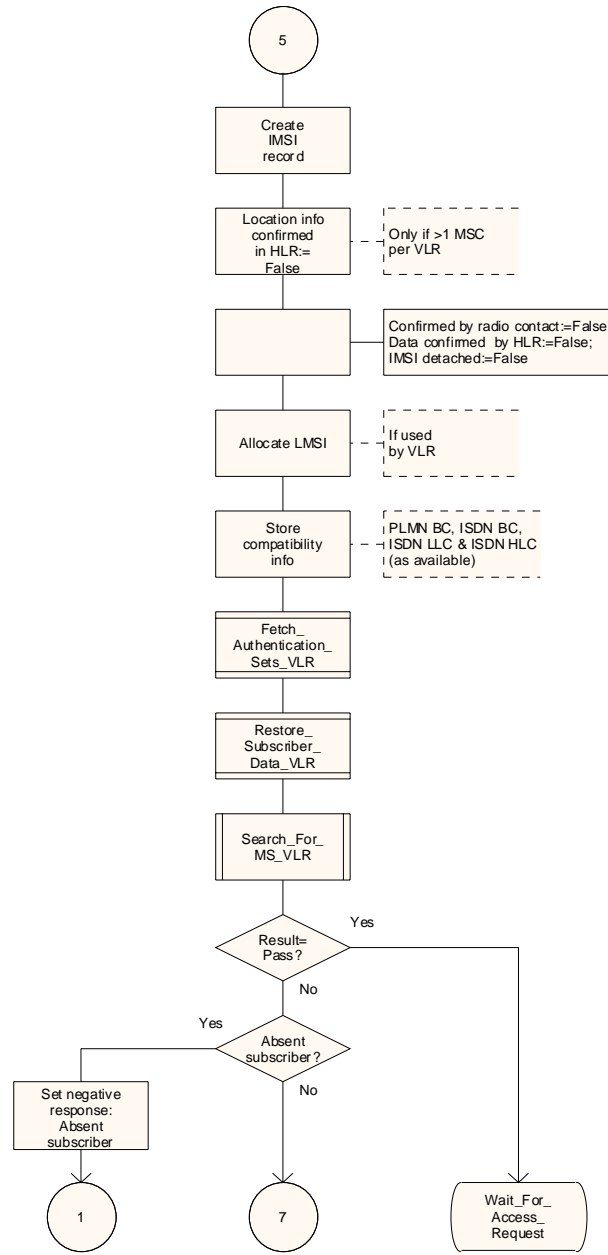 5
Create
IMSI
record
Location info
confirmed
in HLR:=
False
Only if >1 MSC
per VLR
Confirmed by radio contact:=False
Data confirmed by HLR:=False;
IMSI detached:=False
Allocate LMSI
If used
by VLR
Store
compatibility
info
PLMN BC, ISDN BC,
ISDN LLC & ISDN HLC
(as available)
Fetch_
Authentication_
Sets_VLR
Restore_
Subscriber_
Data_VLR
Search_For_
MS_VLR
Result=
Pass?
Yes
No
Absent
subscriber?
Yes
No
Set negative
response:
Absent
subscriber
1
7
Wait_For_
Access_
Request